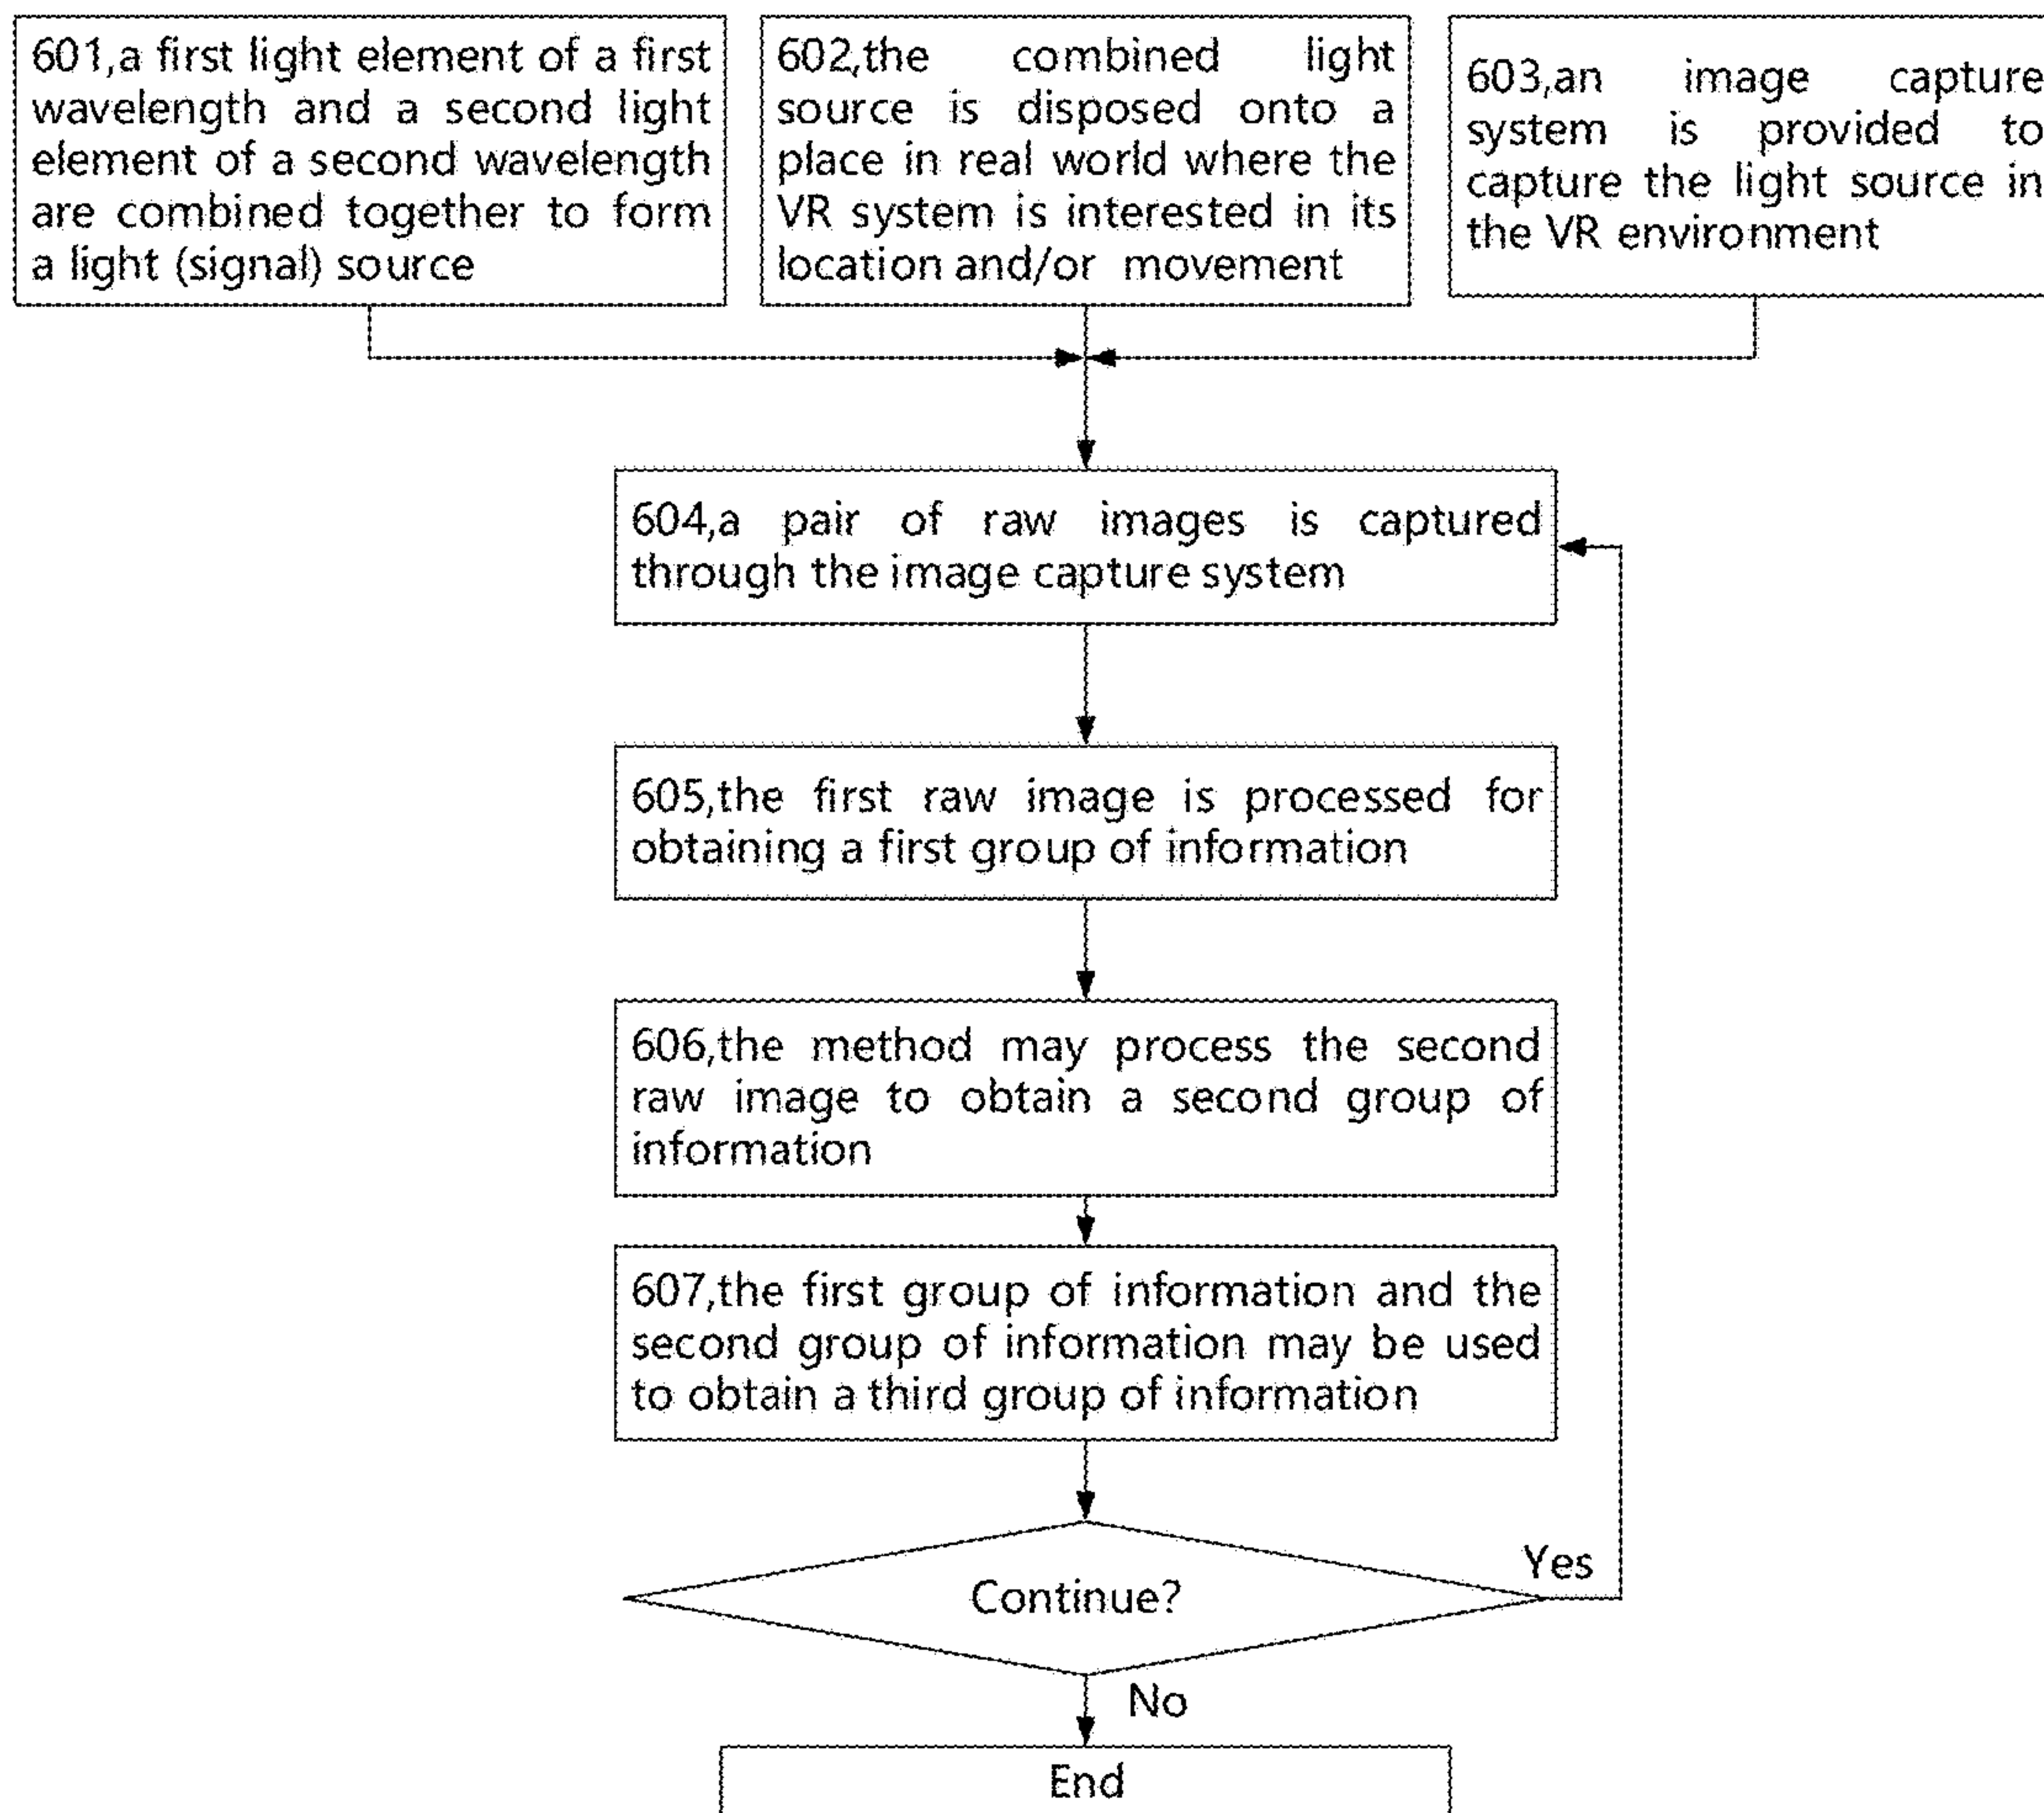 601,a first light element of a first
wavelength and a second light
element of a second wavelength
are combined together to form
a light (signal) source
602,the combined light
source is disposed onto a
place in real world where the
VR system is interested in its
location and/or movement
603,an image capture
system is provided to
capture the light source in
the VR environment
604,a pair of raw images is captured
through the image capture system
605,the first raw image is processed for
obtaining a first group of information
606,the method may process the second
raw image to obtain a second group of
information
607,the first group of information and the
second group of information may be used
to obtain a third group of information
Continue?
Yes
No
End